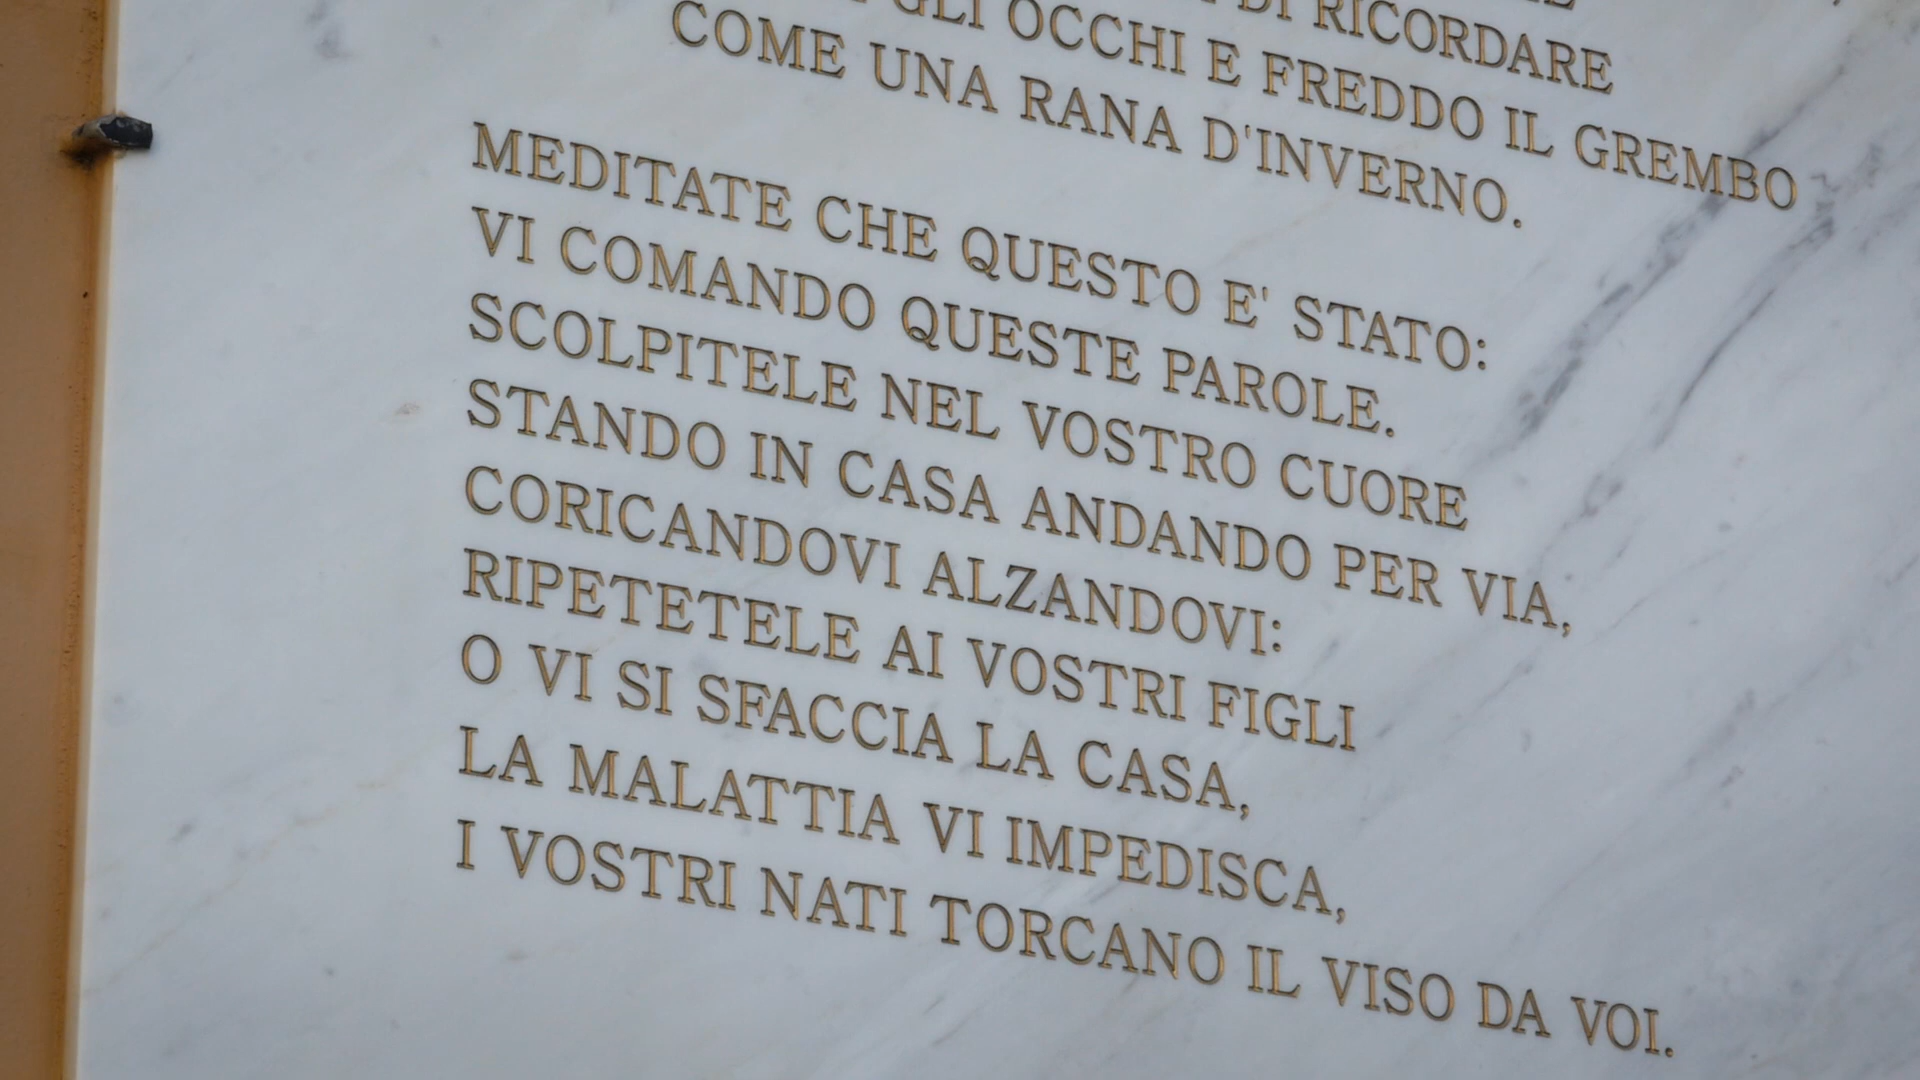 DI RICORDARE
GLI OCCHI E FREDDO IL GREMBO
COME UNA RANA D'INVERNO.
MEDITATE CHE QUESTO E' STATO:
VI COMANDO QUESTE PAROLE.
SCOLPITELE NEL VOSTRO CUORE
STANDO IN CASA ANDANDO PER VIA,
CORICANDOVI ALZANDOVI:
RIPETETELE AI VOSTRI FIGLI
O VI SI SFACCIA LA CASA,
LA MALATTIA VI IMPEDISCA,
I VOSTRI NATI TORCANO IL VISO DA VOI.